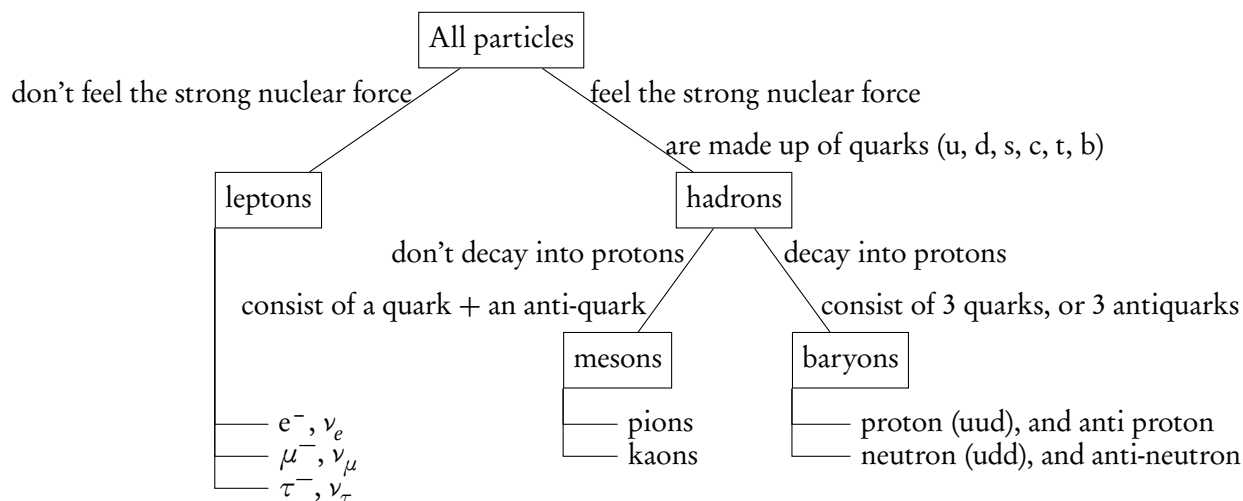 All particles
don't feel the strong nuclear force
feel the strong nuclear force
are made up of quarks (u, d, s, c, t, b)
leptons
hadrons
don't decay into protons
decay into protons
consist of a quark + an anti-quark
consist of 3 quarks, or 3 antiquarks
mesons
baryons
e⁻, νₑ
pions
proton (uud), and anti proton
μ⁻, ν_μ
kaons
neutron (udd), and anti-neutron
τ⁻, ν_τ